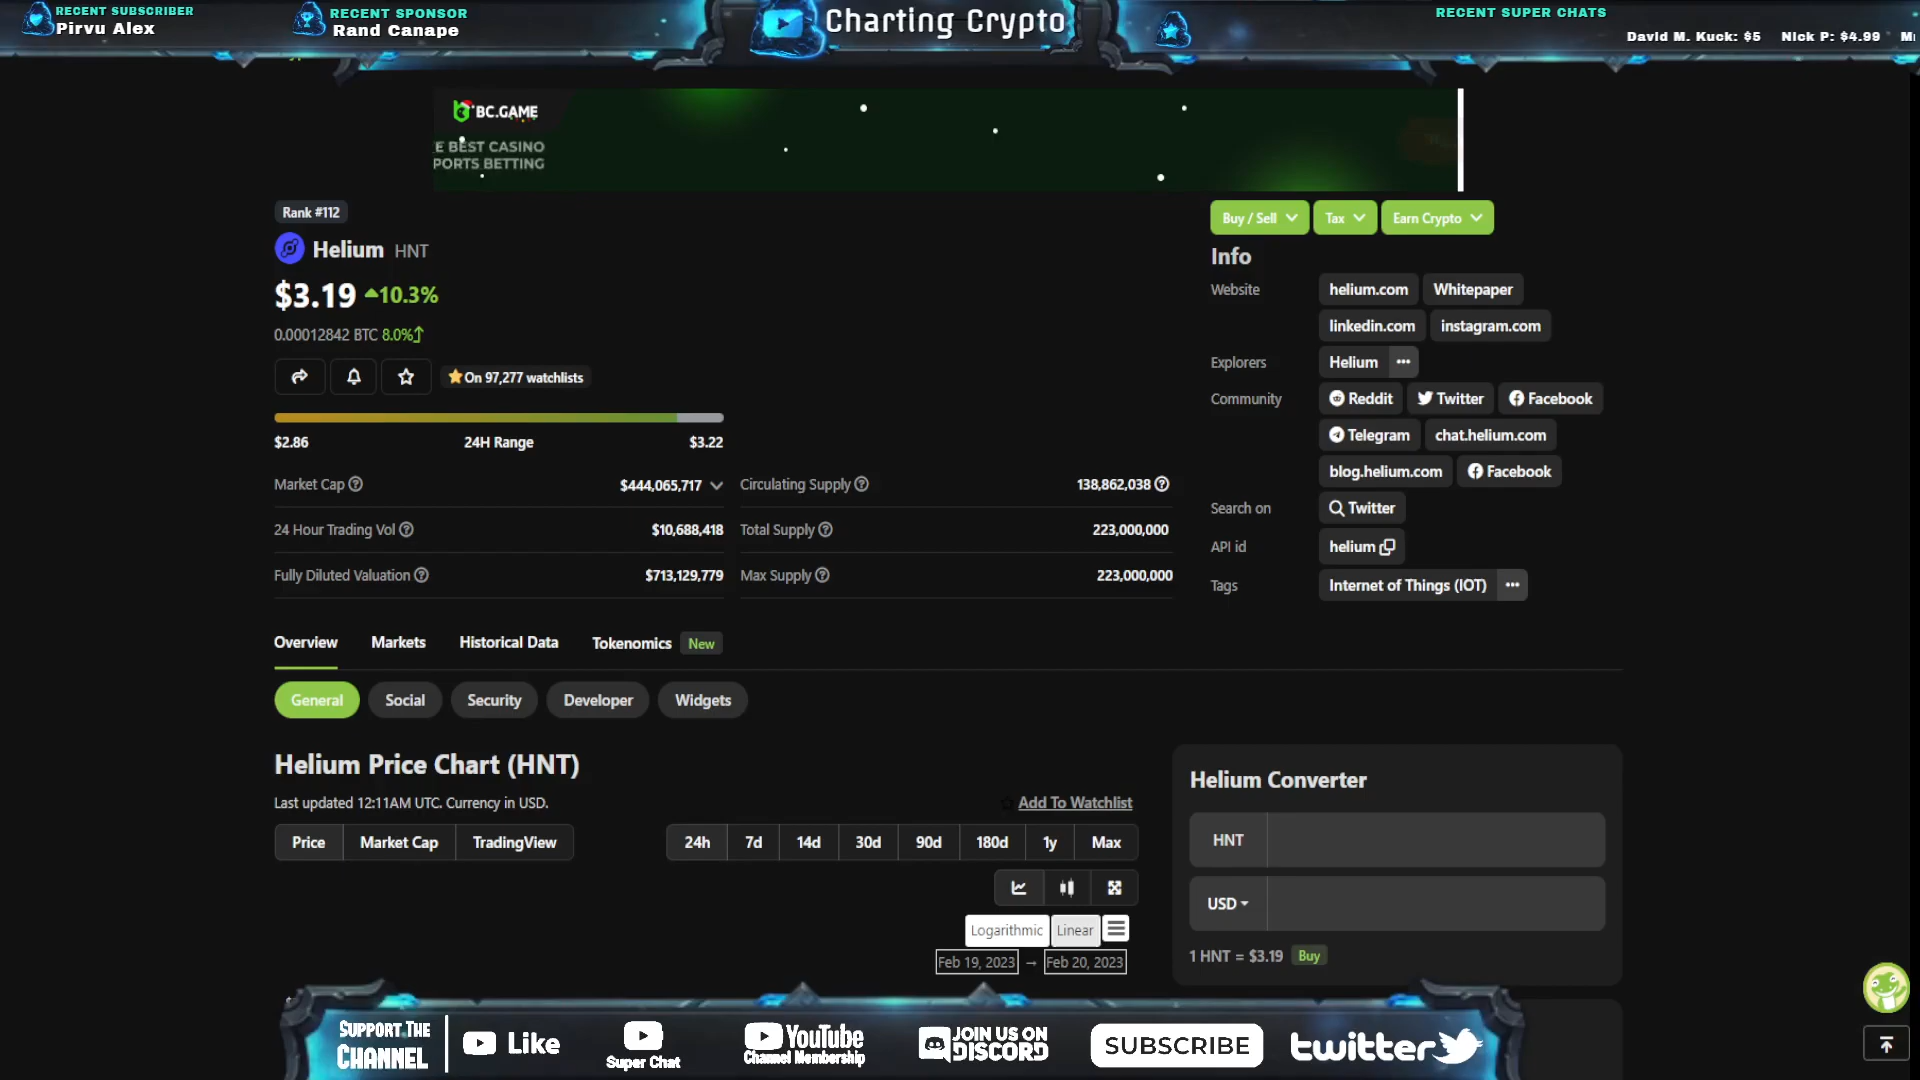 RECENT SUBSCRIBER
Pirvu Alex
RECENT SPONSOR
Rand Canape
Charting Crypto
RECENT SUPER CHATS
David M. Kuck: $5 Nick P: $4.99
BC.GAME
E BEST CASINO
PORTS BETTING
Rank #112
Helium HNT
$3.19 10.3%
0.00012842 BTC 8.0%
On 97,277 watchlists
$2.86 24H Range $3.22
Market Cap $444,065,717
Circulating Supply 138,862,038
24 Hour Trading Vol $10,688,418
Total Supply 223,000,000
Fully Diluted Valuation $713,129,779
Max Supply 223,000,000
Buy / Sell Tax Earn Crypto
Info
Website helium.com Whitepaper
linkedin.com instagram.com
Explorers Helium
Community Reddit Twitter Facebook
Telegram chat.helium.com
blog.helium.com Facebook
Search on Twitter
API id helium
Tags Internet of Things (IOT)
Overview Markets Historical Data Tokenomics New
General Social Security Developer Widgets
Helium Price Chart (HNT)
Last updated 12:11AM UTC. Currency in USD.
Add To Watchlist
Price Market Cap TradingView
24h 7d 14d 30d 90d 180d 1y Max
Logarithmic Linear
Feb 19, 2023 → Feb 20, 2023
Helium Converter
HNT
USD
1 HNT = $3.19 Buy
SUPPORT THE
CHANNEL
Like
Super Chat
YouTube
Channel Membership
JOIN US ON
DISCORD
SUBSCRIBE
twitter